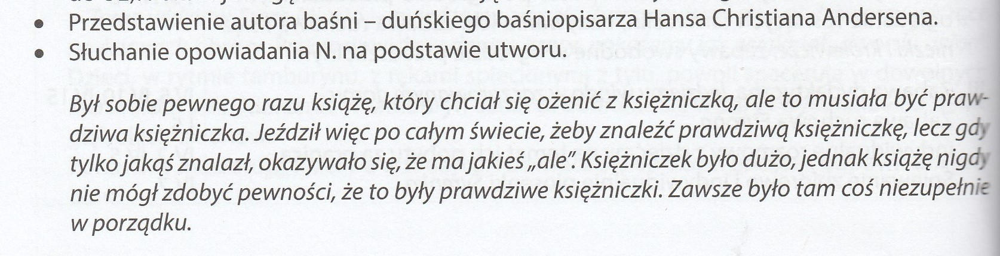 • Przedstawienie autora baśni – duńskiego baśniopisarza Hansa Christiana Andersena.
• Słuchanie opowiadania N. na podstawie utworu.
Był sobie pewnego razu książę, który chciał się ożenić z księżniczką, ale to musiała być praw-
dziwa księżniczka. Jeździł więc po całym świecie, żeby znaleźć prawdziwą księżniczkę, lecz gdy
tylko jakąś znalazł, okazywało się, że ma jakieś „ale”. Księżniczek było dużo, jednak książę nigdy
nie mógł zdobyć pewności, że to były prawdziwe księżniczki. Zawsze było tam coś niezupełnie
w porządku.